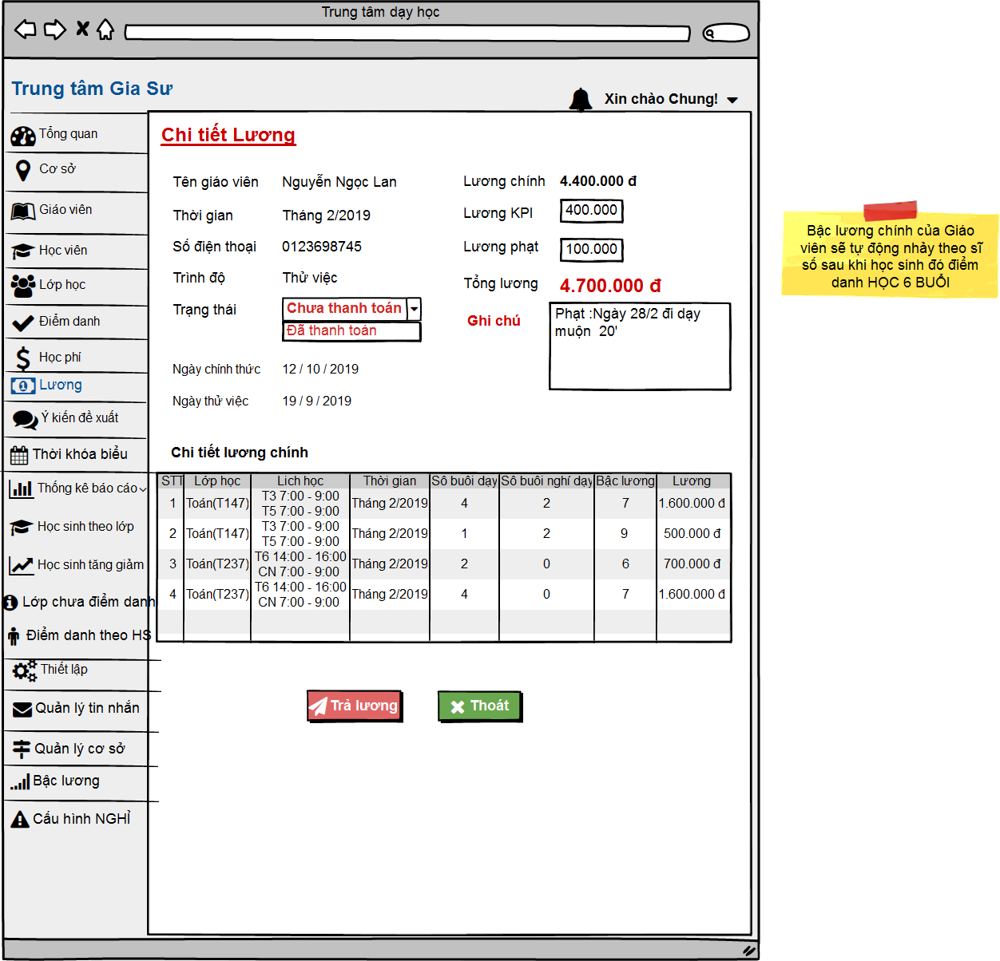 Trung tâm dạy học
Trung tâm Gia Sư
Xin chào Chung!
Tổng quan
Cơ sở
Giáo viên
Học viên
Lớp học
Điểm danh
Học phí
Lương
Ý kiến đề xuất
Thời khóa biểu
Thống kê báo cáo
Học sinh theo lớp
Học sinh tăng giảm
Lớp chưa điểm danh
Điểm danh theo HS
Thiết lập
Quản lý tin nhắn
Quản lý cơ sở
Bậc lương
Cấu hình NGHỈ
Chi tiết Lương
Tên giáo viên Nguyễn Ngọc Lan
Thời gian Tháng 2/2019
Số điện thoại 0123698745
Trình độ Thử việc
Trạng thái Chưa thanh toán
Đã thanh toán
Ngày chính thức 12 / 10 / 2019
Ngày thử việc 19 / 9 / 2019
Lương chính 4.400.000 đ
Lương KPI 400.000
Lương phạt 100.000
Tổng lương 4.700.000 đ
Ghi chú
Phạt :Ngày 28/2 đi dạy
muộn 20'
Chi tiết lương chính
STT Lớp học Lich học Thời gian Số buổi dạy Số buổi nghỉ dạy Bậc lương Lương
1 Toán(T147) T3 7:00 - 9:00 Tháng 2/2019 4 2 7 1.600.000 đ
T5 7:00 - 9:00
2 Toán(T147) T3 7:00 - 9:00 Tháng 2/2019 1 2 9 500.000 đ
T5 7:00 - 9:00
3 Toán(T237) T6 14:00 - 16:00 Tháng 2/2019 2 0 6 700.000 đ
CN 7:00 - 9:00
4 Toán(T237) T6 14:00 - 16:00 Tháng 2/2019 4 0 7 1.600.000 đ
CN 7:00 - 9:00
Trả lương
Thoát
Bậc lương chính của Giáo
viên sẽ tự động nhảy theo sĩ
số sau khi học sinh đó điểm
danh HỌC 6 BUỔI